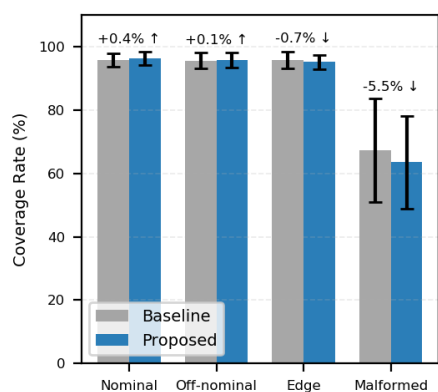 +0.4% ↑ +0.1% ↑ -0.7% ↓
-5.5% ↓
100
80
60
40
20
0
Coverage Rate (%)
Baseline
Proposed
Nominal Off-nominal Edge Malformed